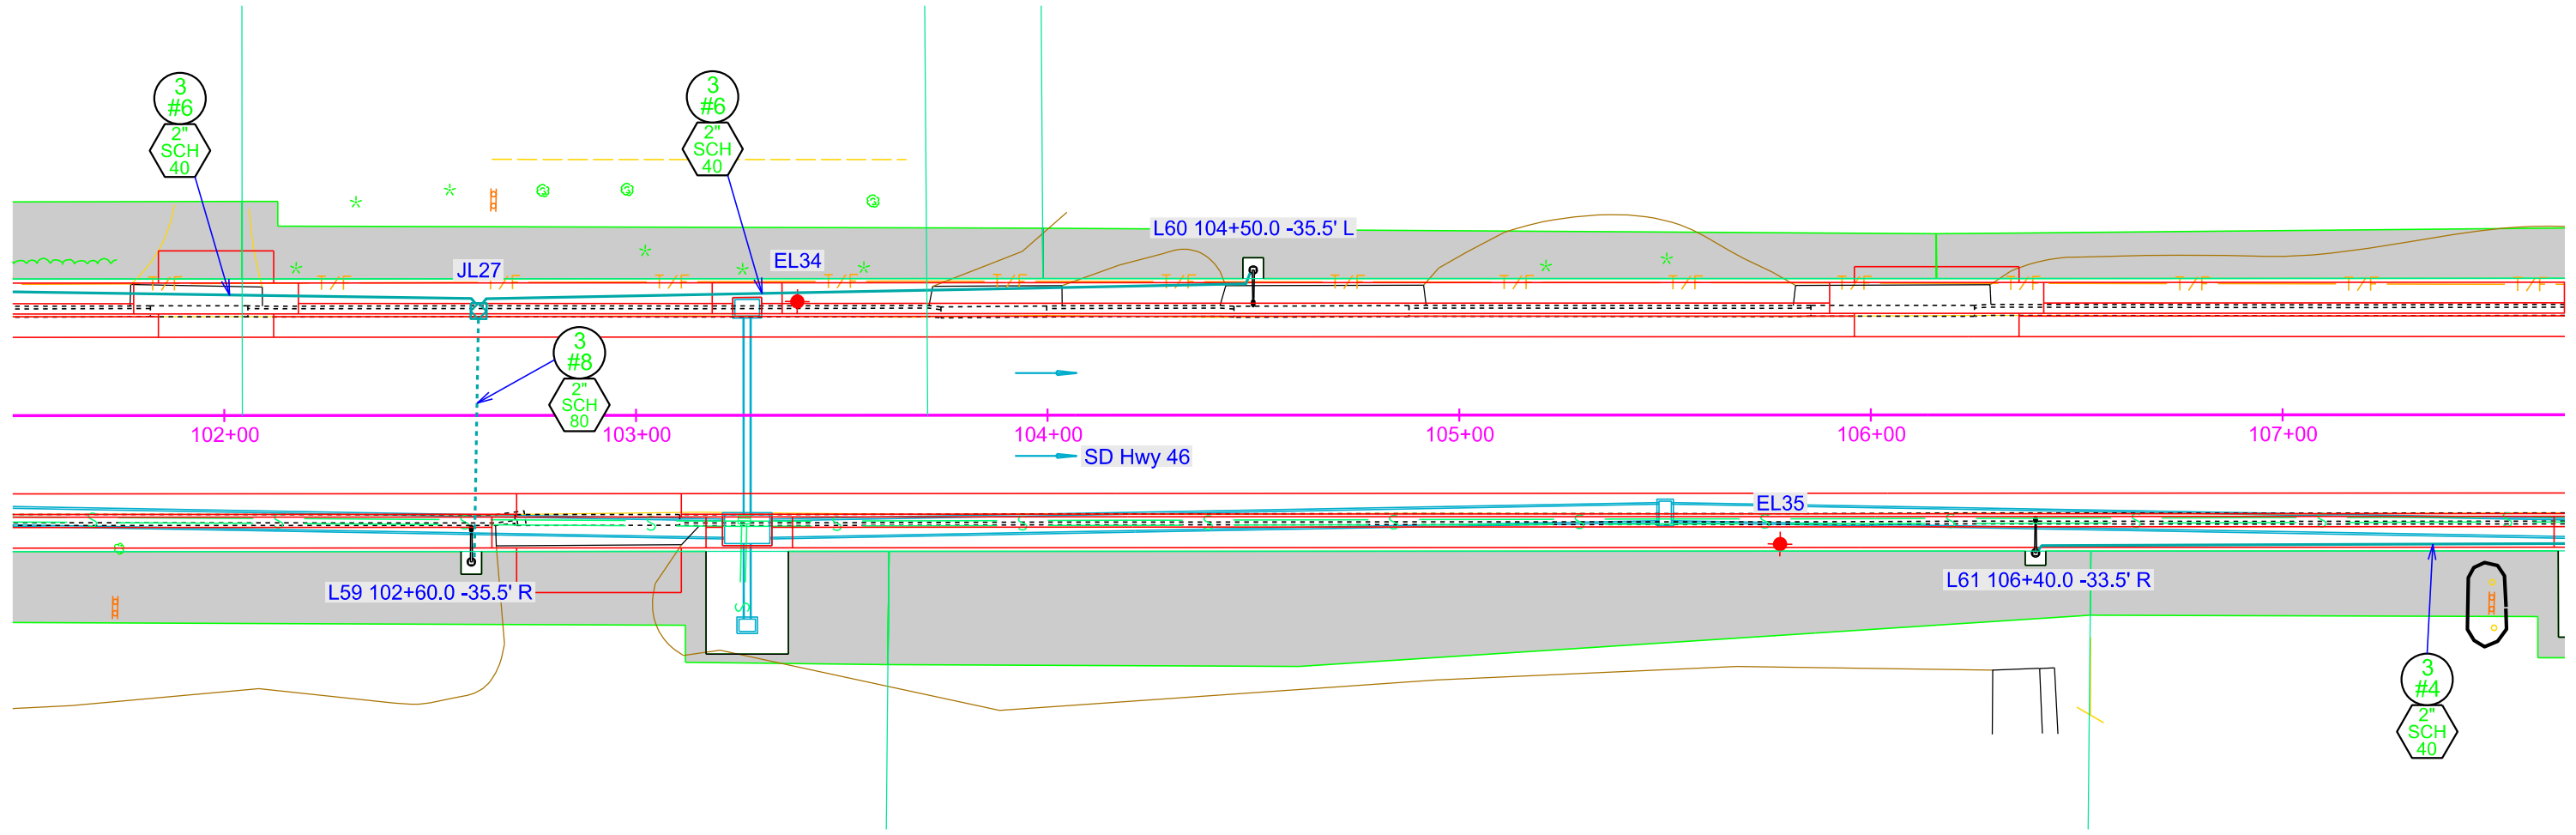 3
#6
2"
SCH
40
3
#6
2"
SCH
40
L60 104+50.0 -35.5' L
JL27
EL34
T/F T/F T/F T/F T/F T/F T/F T/F T/F T/F T/F T/F T/F T/F T/F
3
#8
2"
SCH
80
102+00
103+00
104+00
105+00
106+00
107+00
SD Hwy 46
EL35
L59 102+60.0 -35.5' R
L61 106+40.0 -33.5' R
S
3
#4
2"
SCH
40